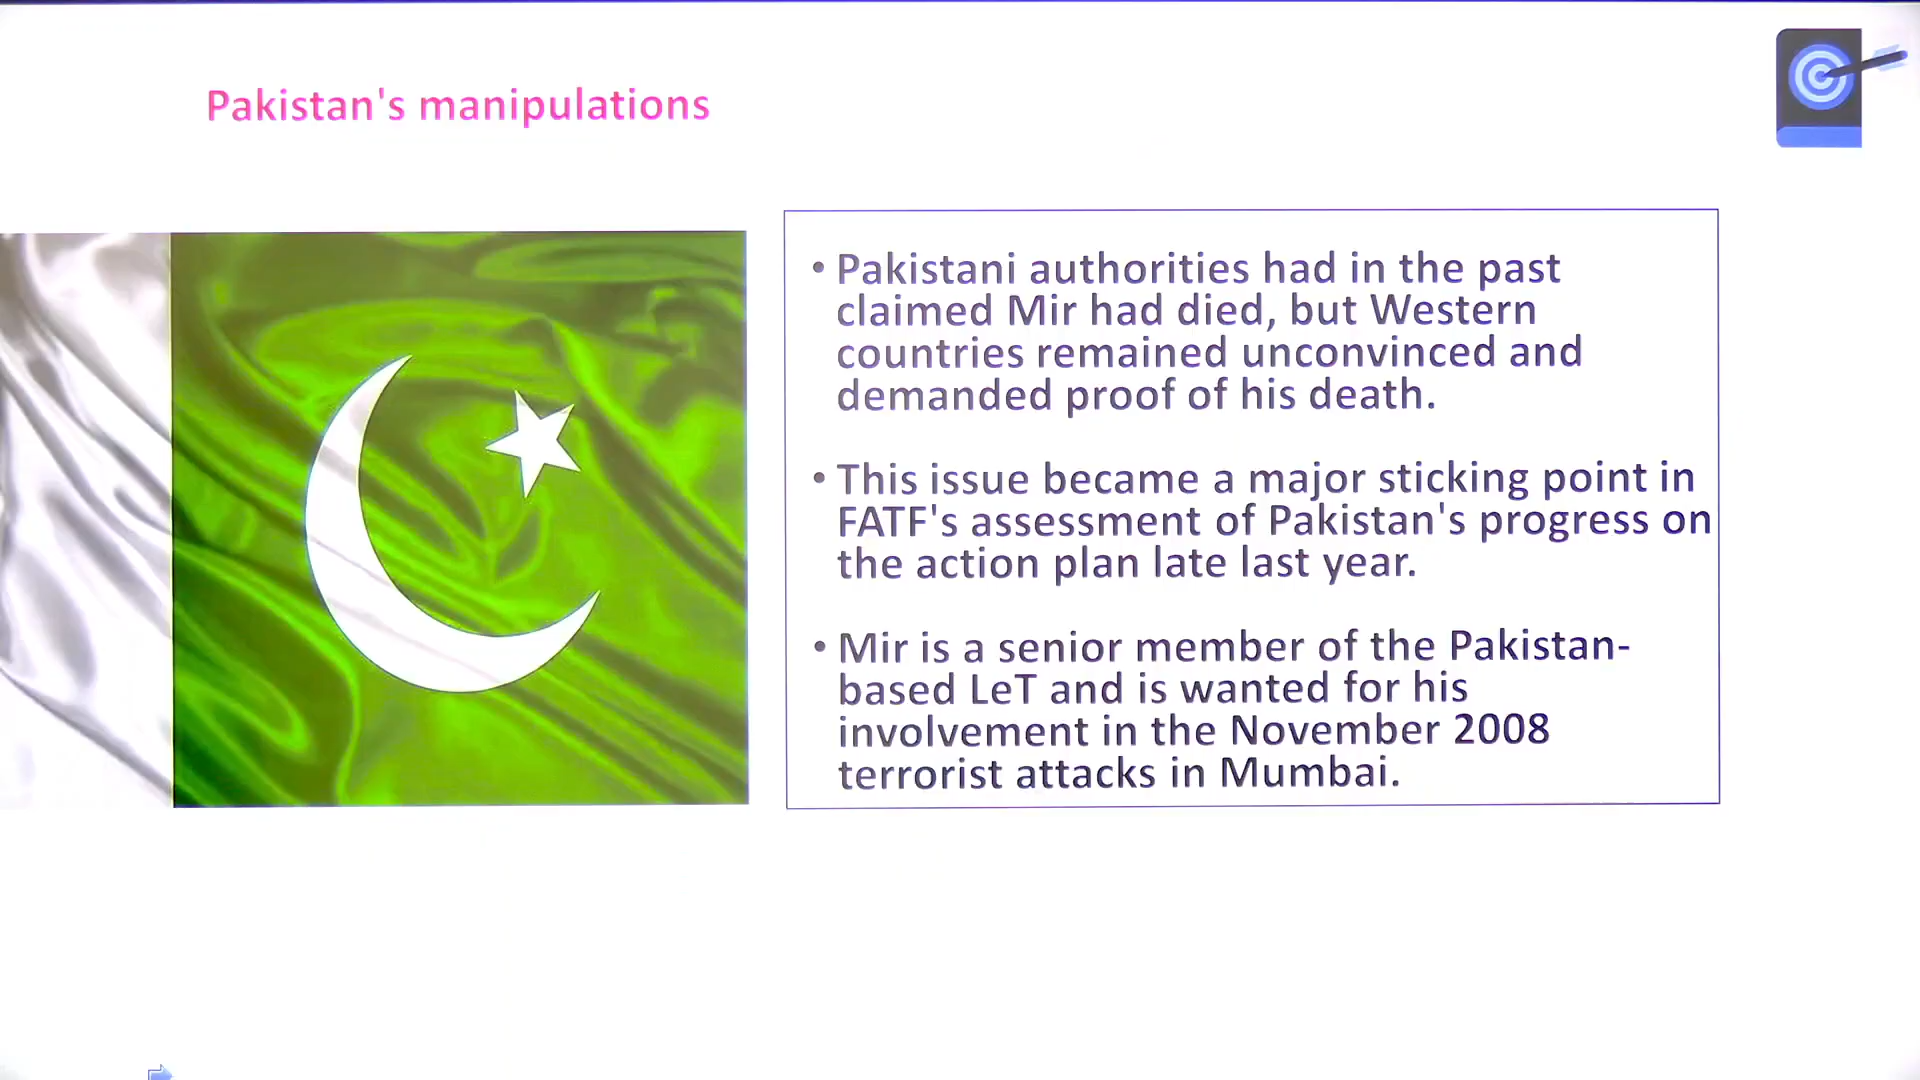 Pakistan's manipulations
• Pakistani authorities had in the past
claimed Mir had died, but Western
countries remained unconvinced and
demanded proof of his death.
• This issue became a major sticking point in
FATF's assessment of Pakistan's progress on
the action plan late last year.
• Mir is a senior member of the Pakistan-
based LeT and is wanted for his
involvement in the November 2008
terrorist attacks in Mumbai.